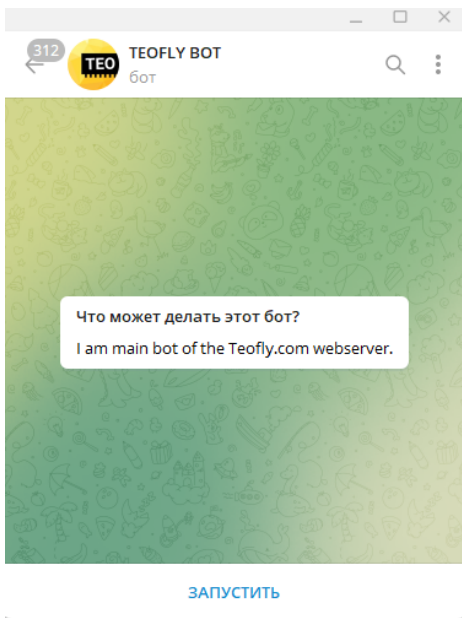 312
TEO
TEOFLY BOT
бот
Что может делать этот бот?
I am main bot of the Teofly.com webserver.
ЗАПУСТИТЬ